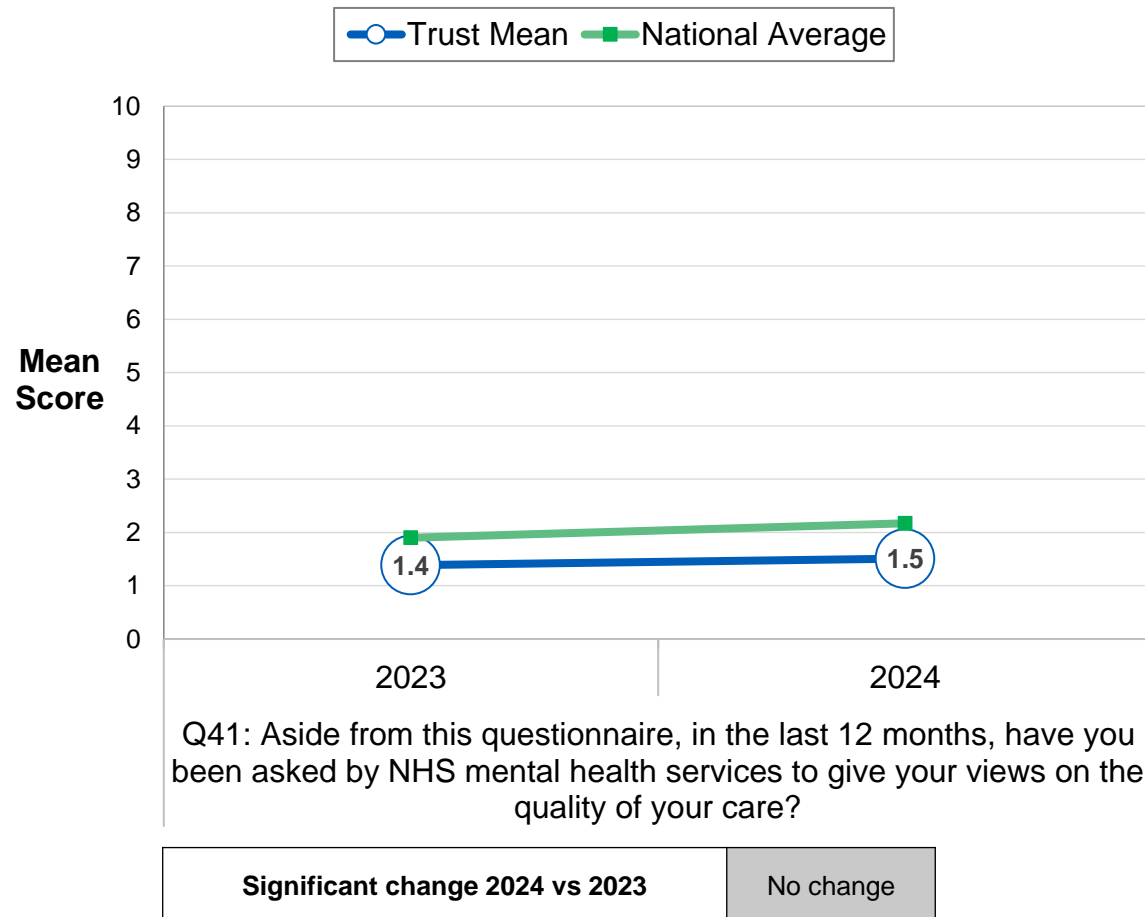 Trust Mean National Average
10
9
8
7
6
5
4
3
2
1
0
Mean
Score
1.4
1.5
2023 2024
Q41: Aside from this questionnaire, in the last 12 months, have you
been asked by NHS mental health services to give your views on the
quality of your care?
Significant change 2024 vs 2023 No change